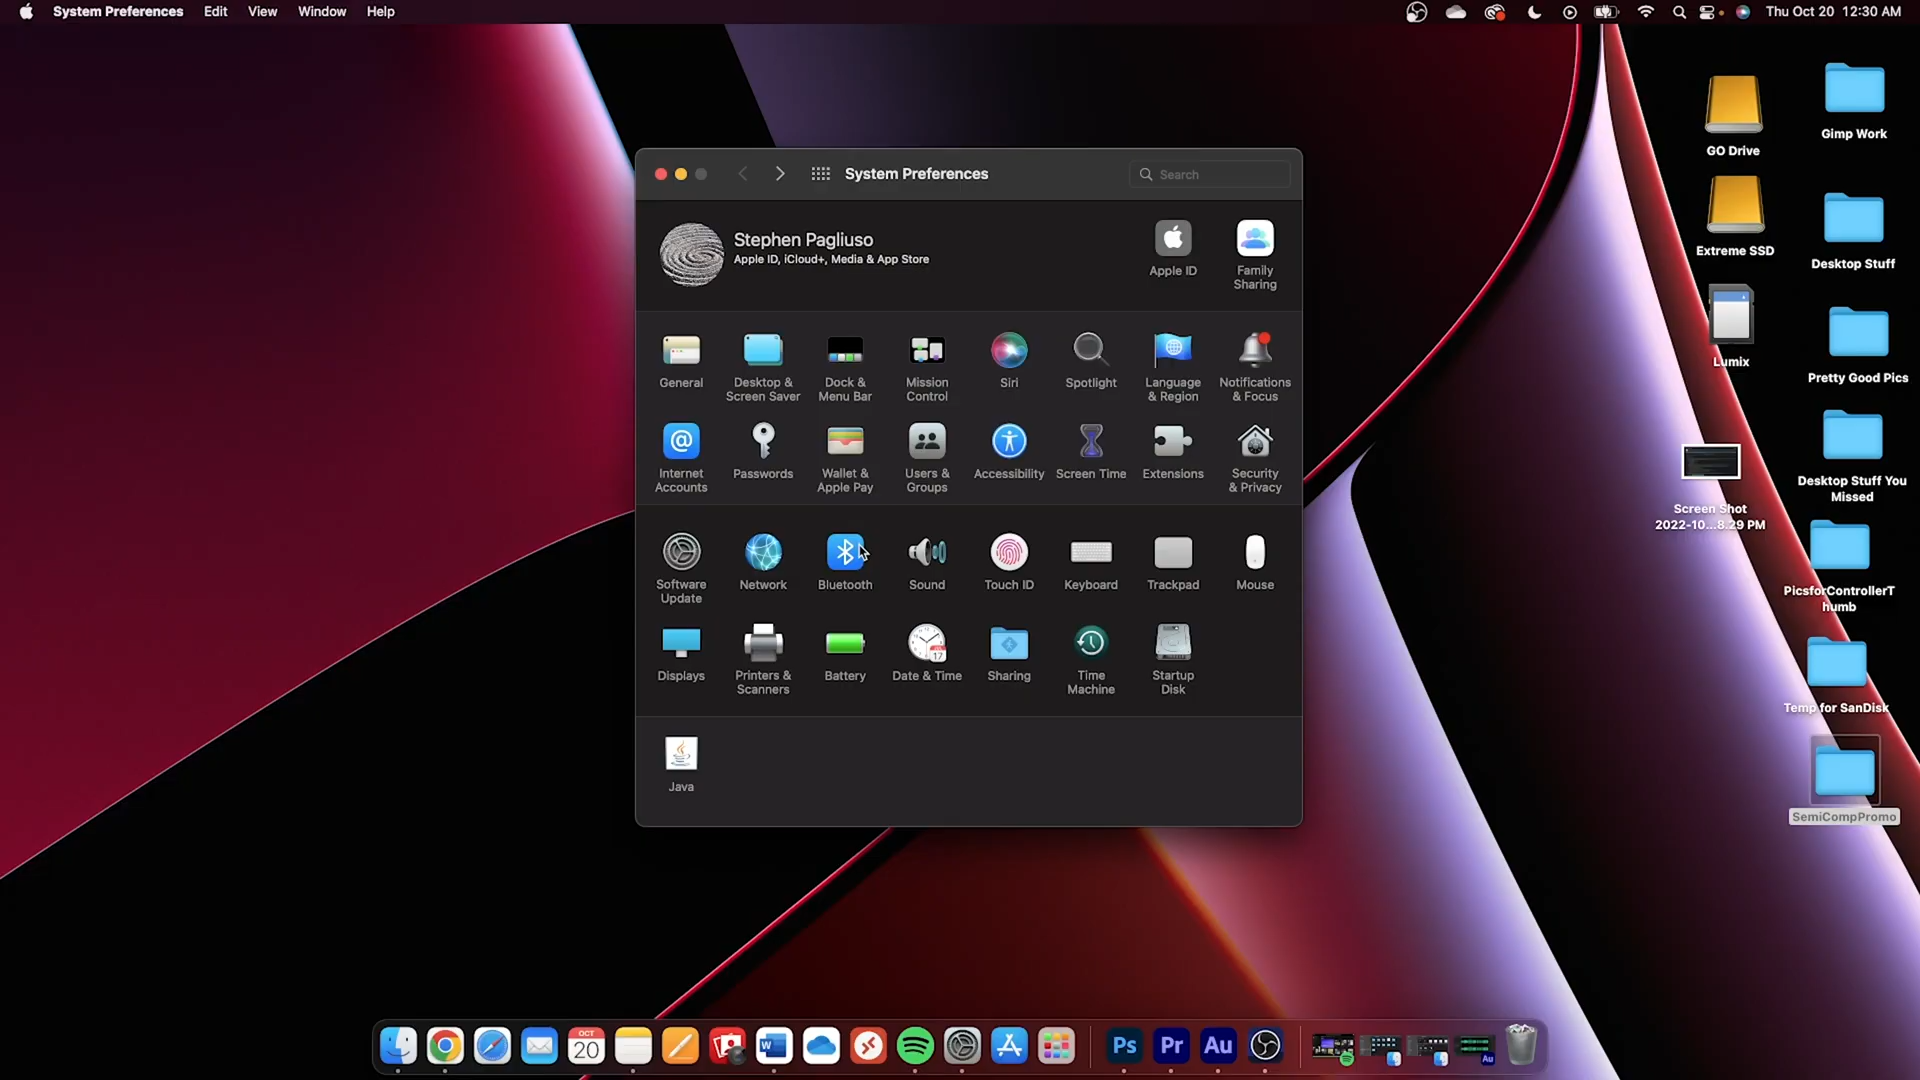 System Preferences Edit View Window Help
Thu Oct 20 12:30 AM
System Preferences
Search
Stephen Pagliuso
Apple ID, iCloud+, Media & App Store
Apple ID
Family
Sharing
General
Desktop &
Screen Saver
Dock &
Menu Bar
Mission
Control
Siri
Spotlight
Language
& Region
Notifications
& Focus
Internet
Accounts
Passwords
Wallet &
Apple Pay
Users &
Groups
Accessibility
Screen Time
Extensions
Security
& Privacy
Software
Update
Network
Bluetooth
Sound
Touch ID
Keyboard
Trackpad
Mouse
Displays
Printers &
Scanners
Battery
17
Date & Time
Sharing
Time
Machine
Startup
Disk
Java
GO Drive
Gimp Work
Extreme SSD
Desktop Stuff
Lumix
Pretty Good Pics
Desktop Stuff You
Missed
Screen Shot
2022-10...8.29 PM
PicsforControllerT
humb
Temp for SanDisk
SemiCompPromo
OCT
20
W
Ps
Pr
Au
Au